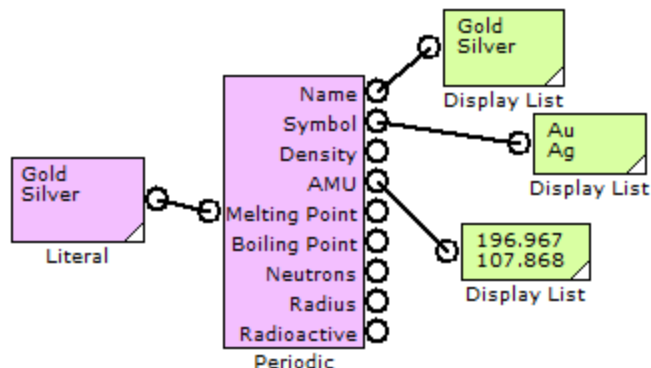 Gold
Silver
Literal
Name
Symbol
Density
AMU
Melting Point
Boiling Point
Neutrons
Radius
Radioactive
Periodic
Gold
Silver
Display List
Au
Ag
Display List
196.967
107.868
Display List